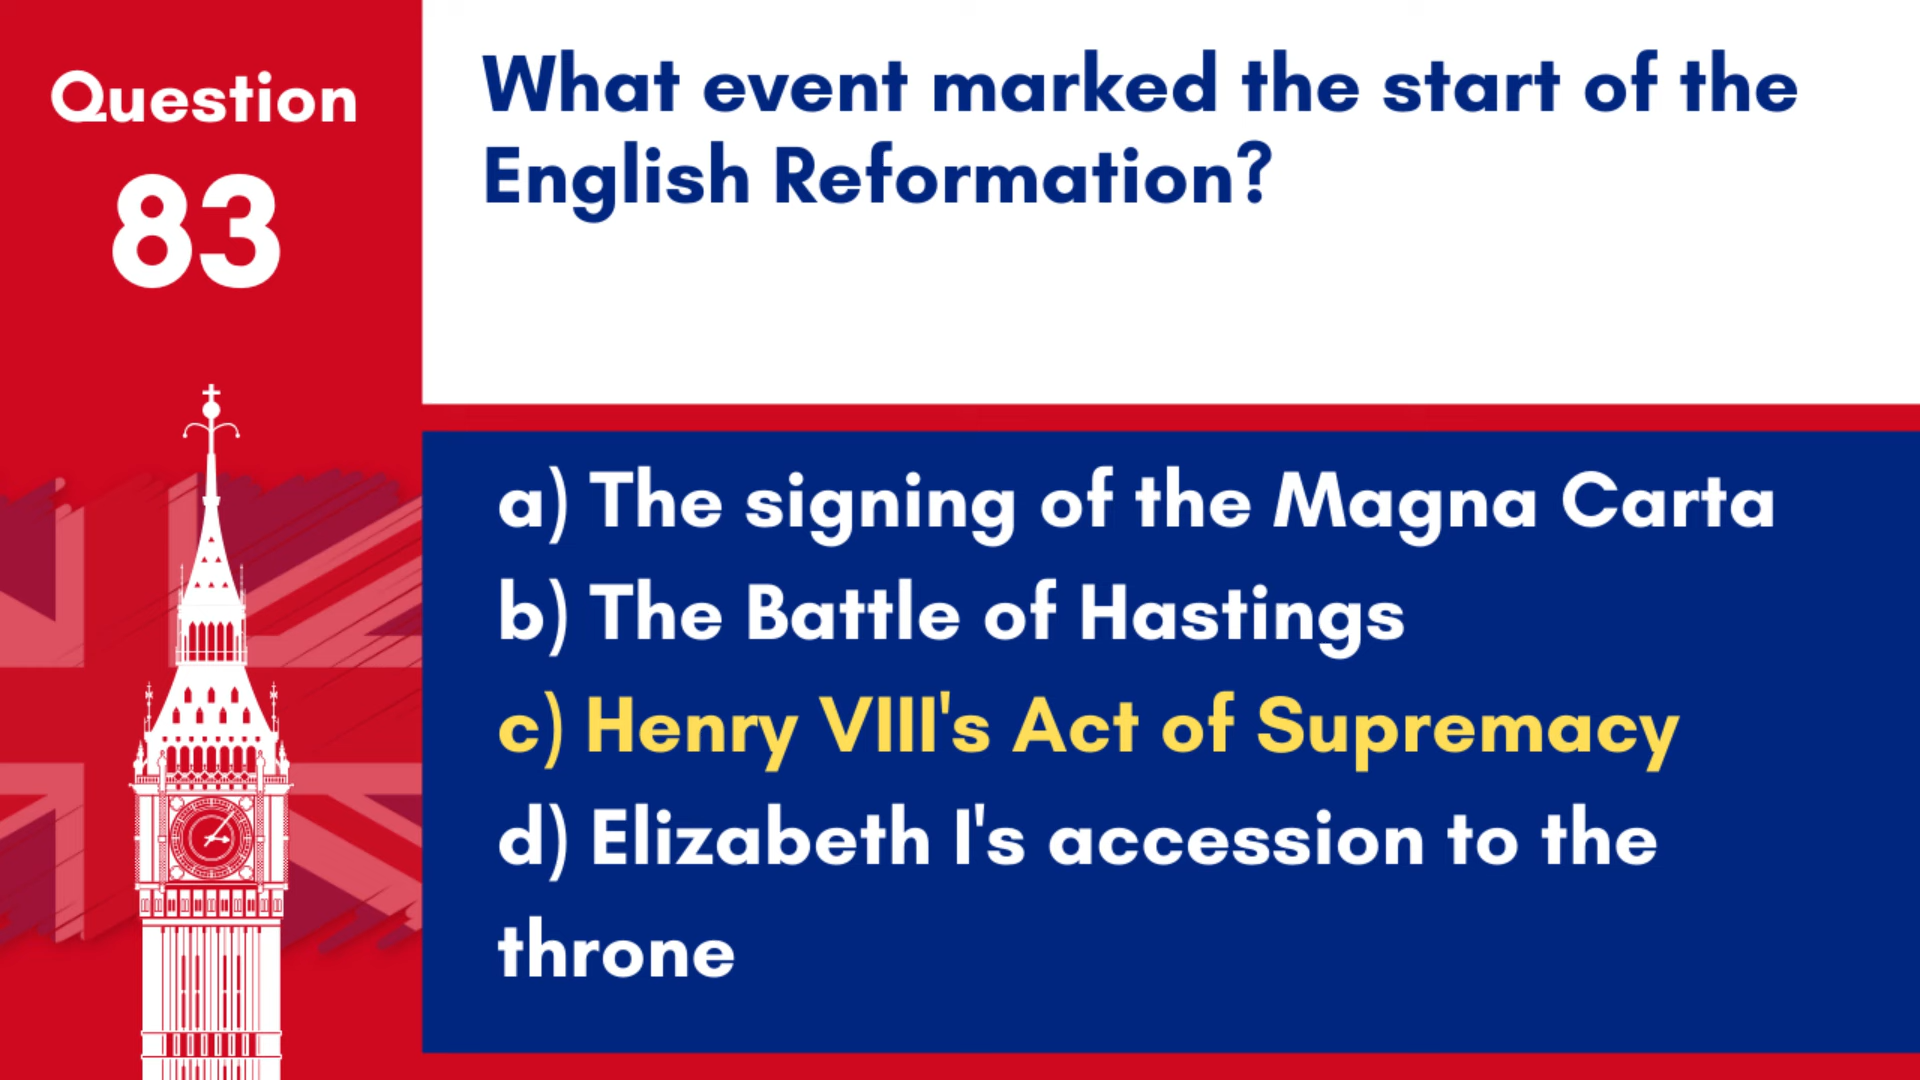 Question
83
What event marked the start of the
English Reformation?
a) The signing of the Magna Carta
b) The Battle of Hastings
c) Henry VIII's Act of Supremacy
d) Elizabeth I's accession to the
throne